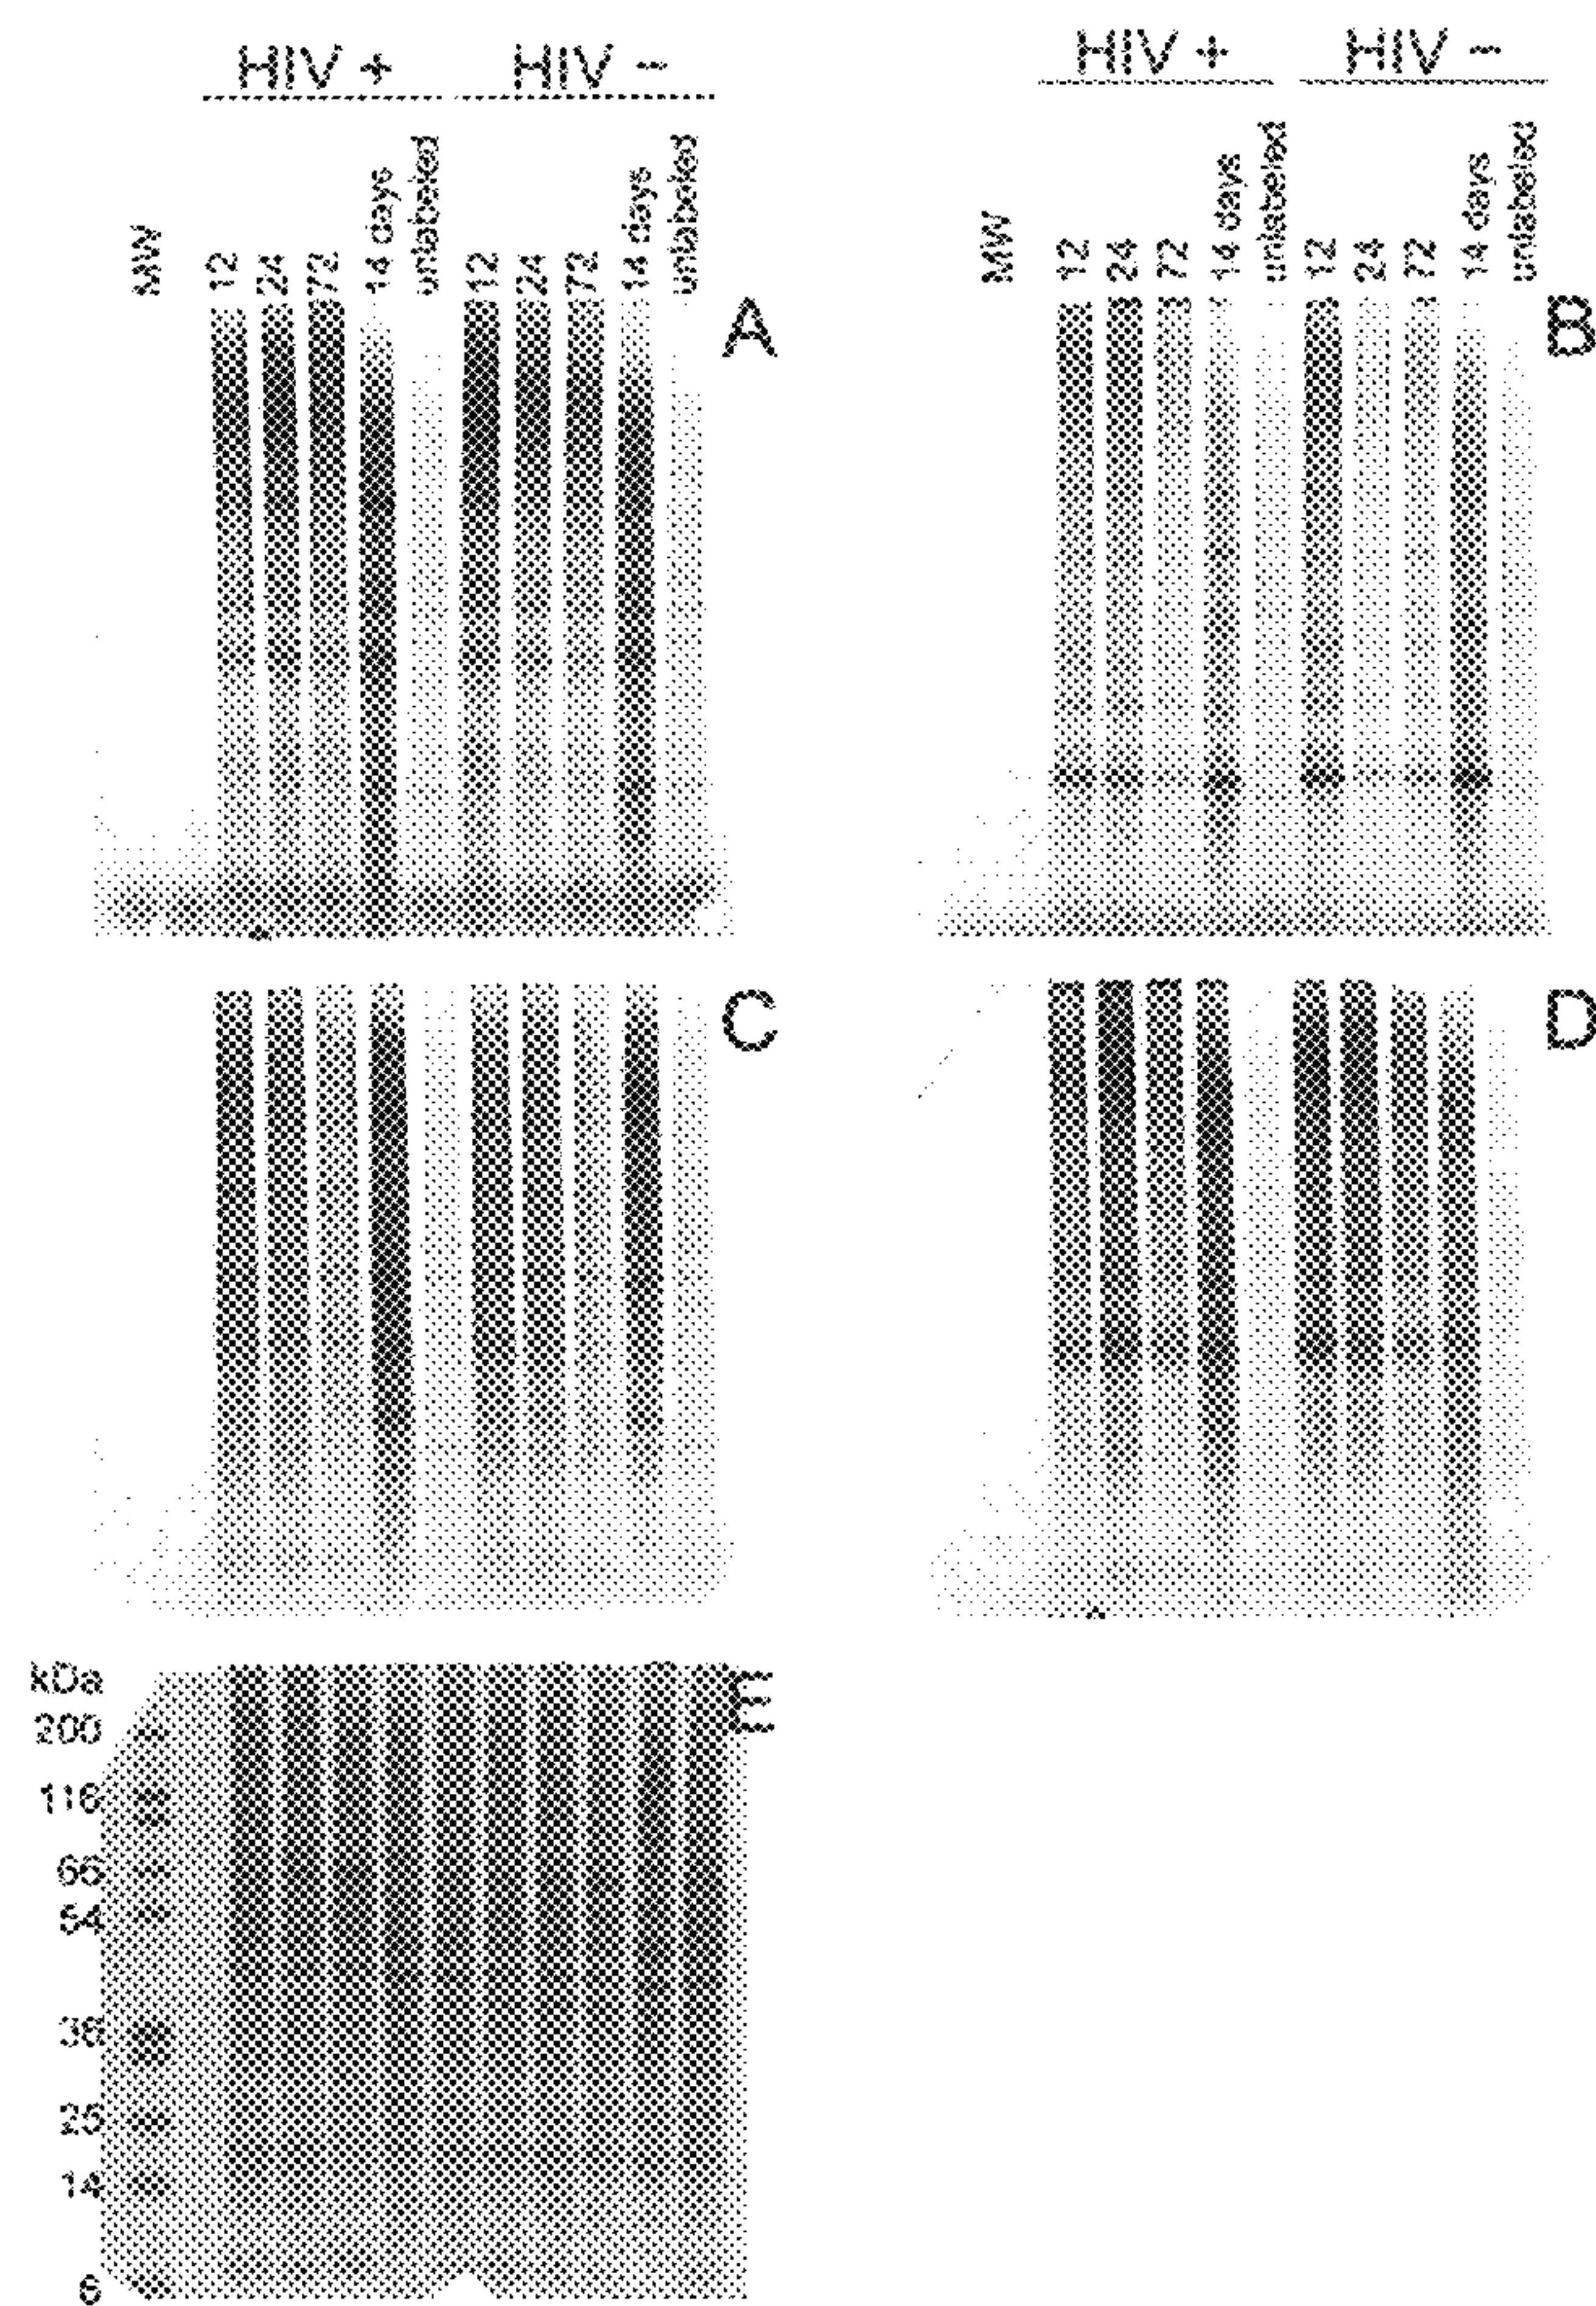 HIV + HIV −
MW 12 24 72 14 days unlabeled 12 24 72 14 days unlabeled
A
HIV + HIV −
MW 12 24 72 14 days unlabeled 12 24 72 14 days unlabeled
B
C
D
E
kDa
200
116
66
54
36
25
14
6